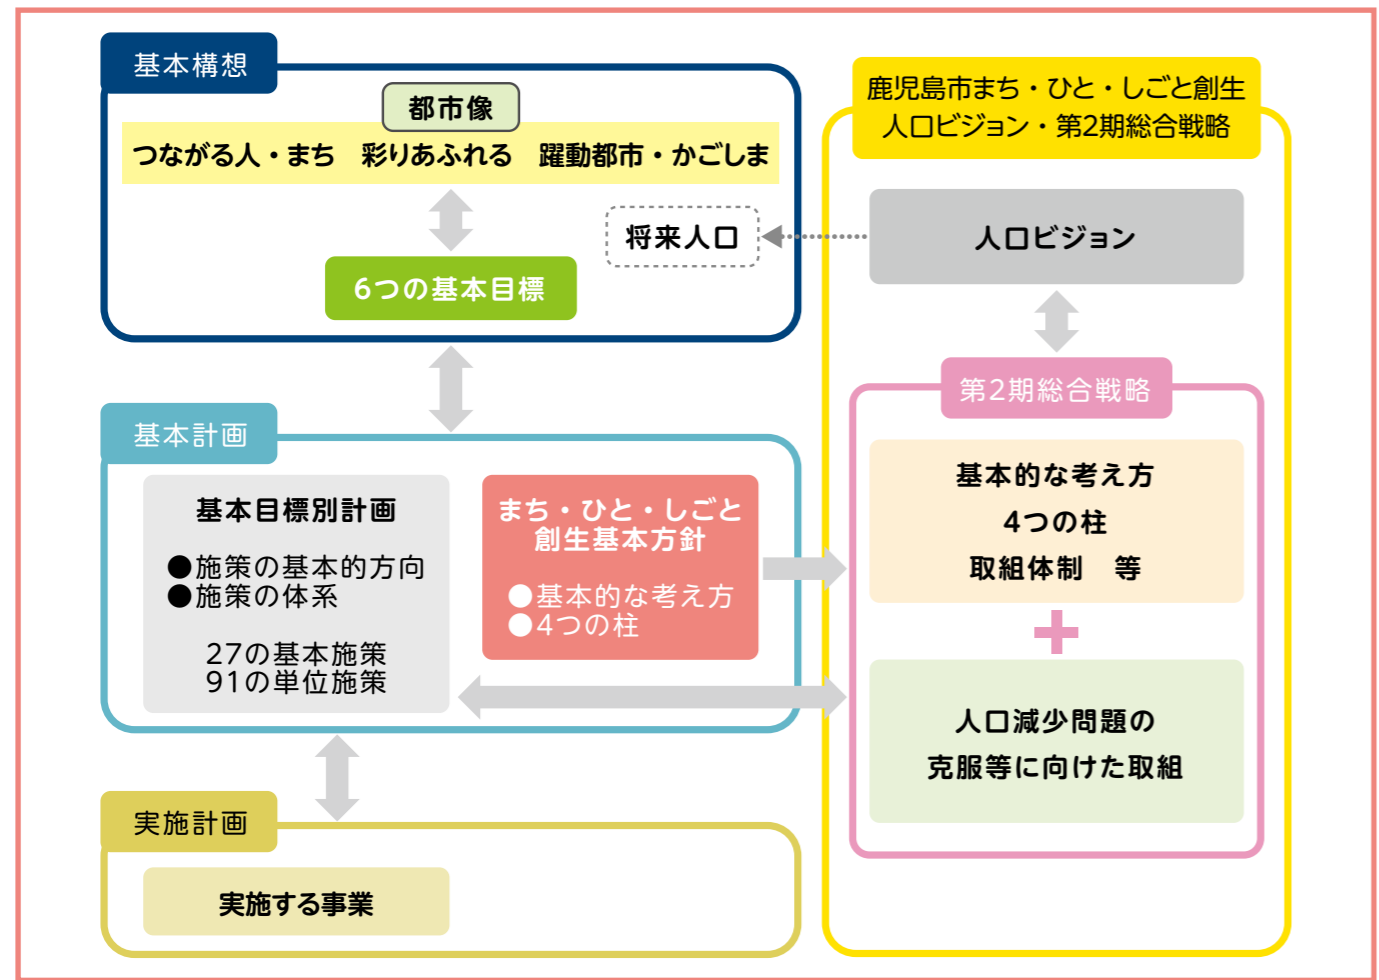 基本構想
都市像
つながる人・まち　彩りあふれる　躍動都市・かごしま
将来人口
6つの基本目標
基本計画
基本目標別計画
●施策の基本的方向
●施策の体系
27の基本施策
91の単位施策
まち・ひと・しごと
創生基本方針
●基本的な考え方
●4つの柱
実施計画
実施する事業
鹿児島市まち・ひと・しごと創生
人口ビジョン・第2期総合戦略
人口ビジョン
第2期総合戦略
基本的な考え方
4つの柱
取組体制　等
人口減少問題の
克服等に向けた取組